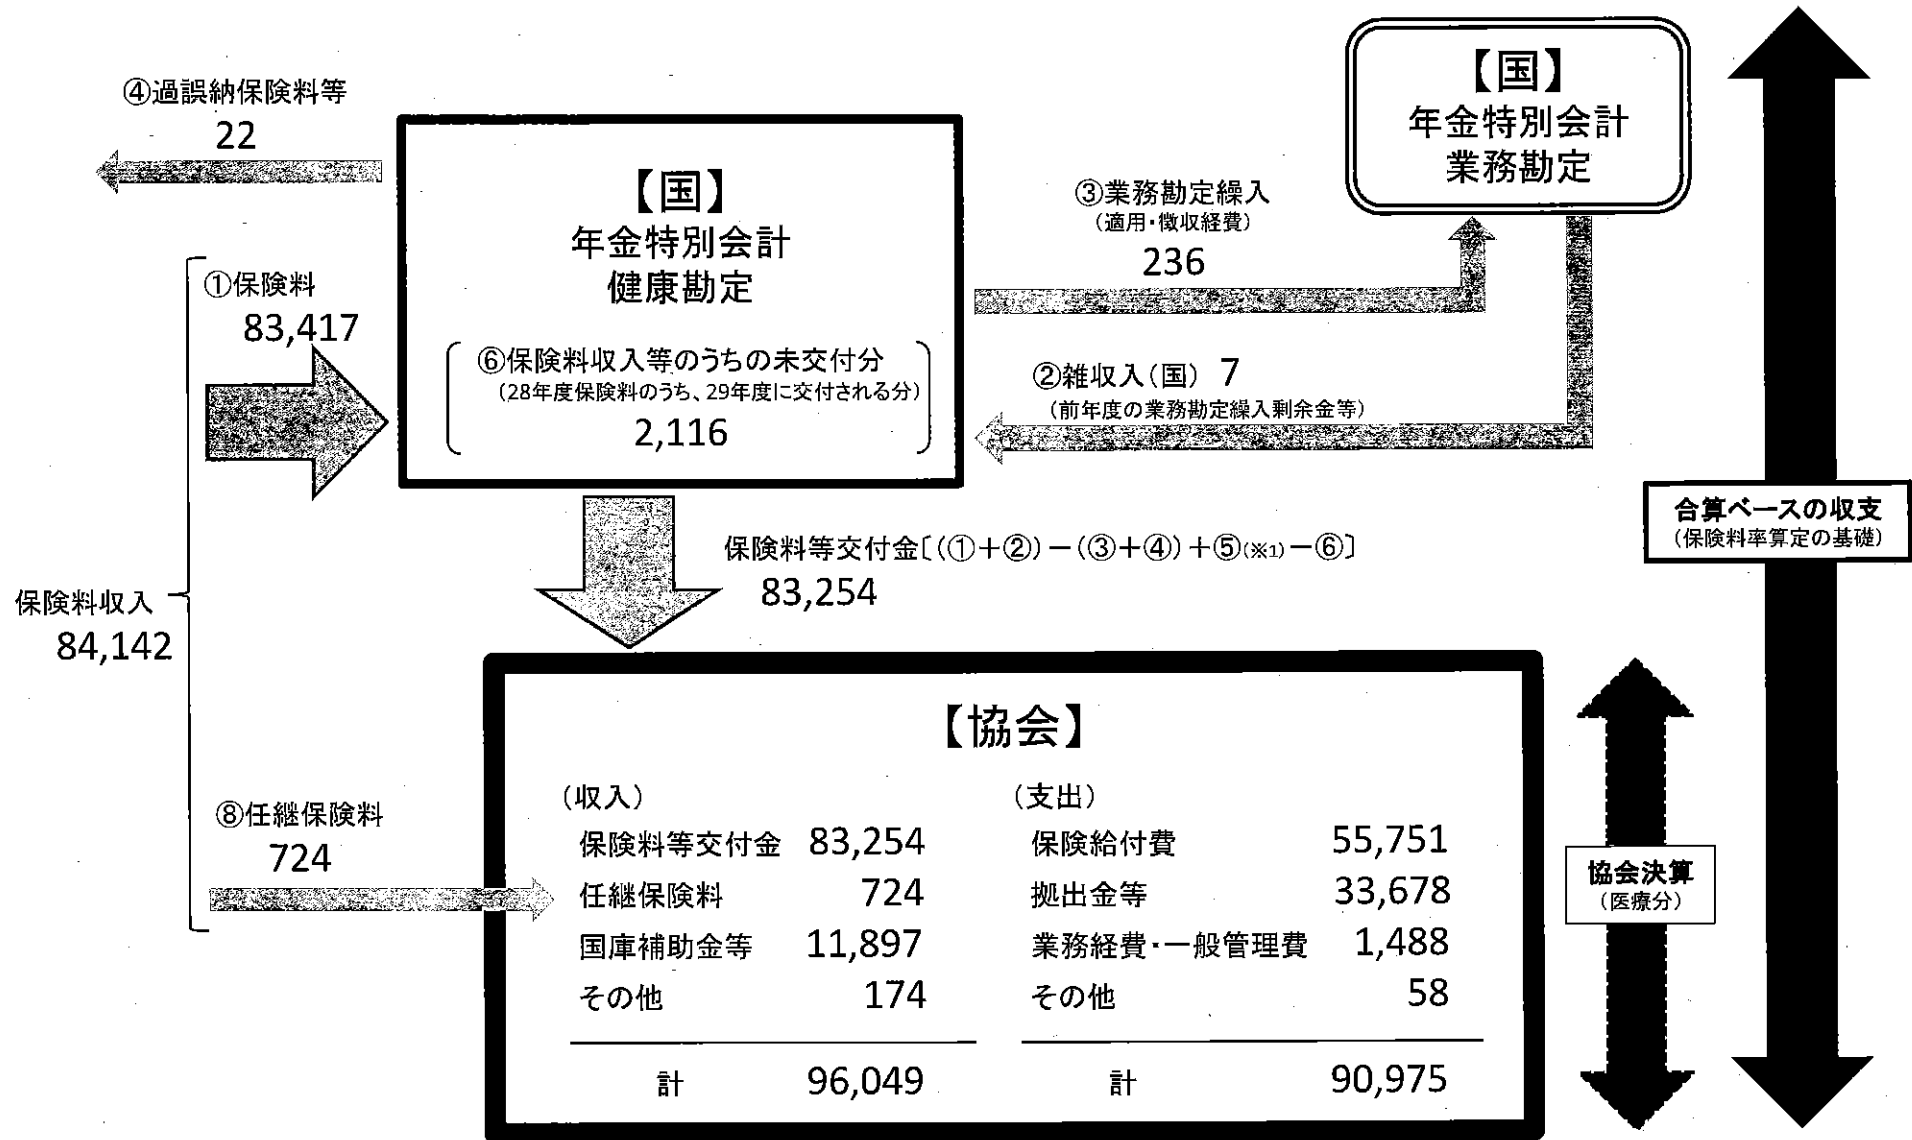 ④過誤納保険料等
22
【国】
年金特別会計
健康勘定
⑥保険料収入等のうちの未交付分
(28年度保険料のうち、29年度に交付される分)
2,116
【国】
年金特別会計
業務勘定
③業務勘定繰入
(適用・徴収経費)
236
②雑収入(国) 7
(前年度の業務勘定繰入剰余金等)
①保険料
83,417
保険料収入
84,142
⑧任継保険料
724
保険料等交付金〔(①+②)-(③+④)+⑤(※1)-⑥〕
83,254
合算ベースの収支
(保険料率算定の基礎)
【協会】
(収入)
保険料等交付金 83,254
任継保険料 724
国庫補助金等 11,897
その他 174
計 96,049
(支出)
保険給付費 55,751
拠出金等 33,678
業務経費・一般管理費 1,488
その他 58
計 90,975
協会決算
(医療分)